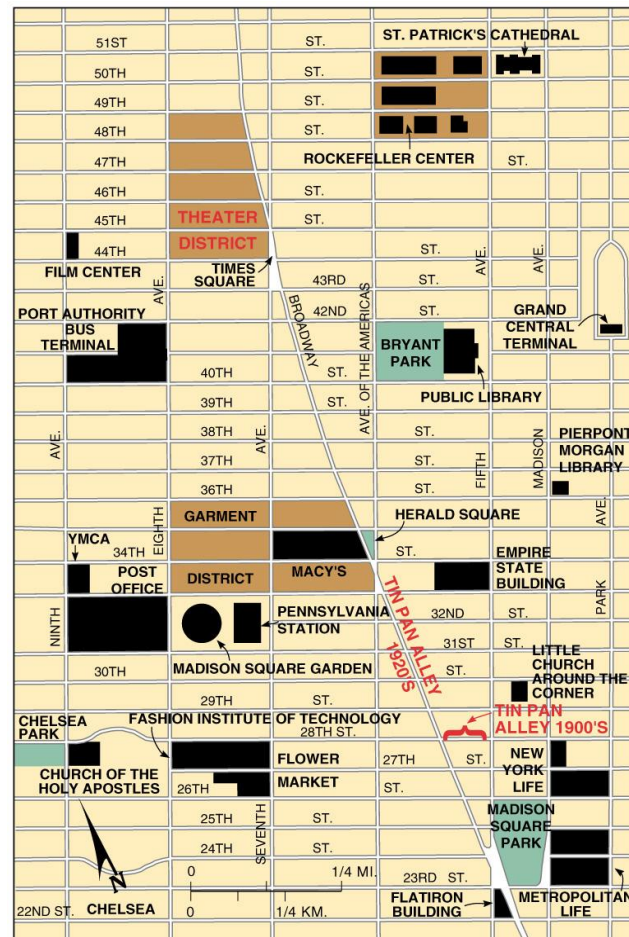 51ST ST. ST. PATRICK'S CATHEDRAL
50TH ST.
49TH ST.
48TH ST.
ROCKEFELLER CENTER
47TH ST.
46TH ST.
THEATER
45TH ST.
DISTRICT
44TH ST.
FILM CENTER
TIMES
SQUARE
AVE.
AVE.
AVE.
43RD ST.
BROADWAY
PORT AUTHORITY
BUS
TERMINAL
42ND ST.
AVE. OF THE AMERICAS
GRAND
CENTRAL
TERMINAL
BRYANT
PARK
PUBLIC LIBRARY
40TH ST.
39TH ST.
AVE.
AVE.
38TH ST.
FIFTH
MADISON
PIERPONT
MORGAN
LIBRARY
37TH ST.
36TH ST.
AVE.
GARMENT
HERALD SQUARE
YMCA
34TH ST.
EIGHTH
POST
OFFICE
DISTRICT
MACY'S
EMPIRE
STATE
BUILDING
TIN PAN ALLEY
1920'S
PARK
NINTH
PENNSYLVANIA
STATION
32ND ST.
31ST ST.
MADISON SQUARE GARDEN
30TH ST.
LITTLE
CHURCH
AROUND THE
CORNER
29TH ST.
TIN PAN
ALLEY 1900'S
CHELSEA
PARK
FASHION INSTITUTE OF TECHNOLOGY
28TH ST.
FLOWER
MARKET
27TH ST.
NEW
YORK
LIFE
CHURCH OF THE
HOLY APOSTLES
26TH ST.
MADISON
SQUARE
PARK
25TH ST.
SEVENTH
24TH ST.
N
0 1/4 MI.
0 1/4 KM.
23RD ST.
22ND ST. CHELSEA
FLATIRON
BUILDING
METROPOLITAN
LIFE